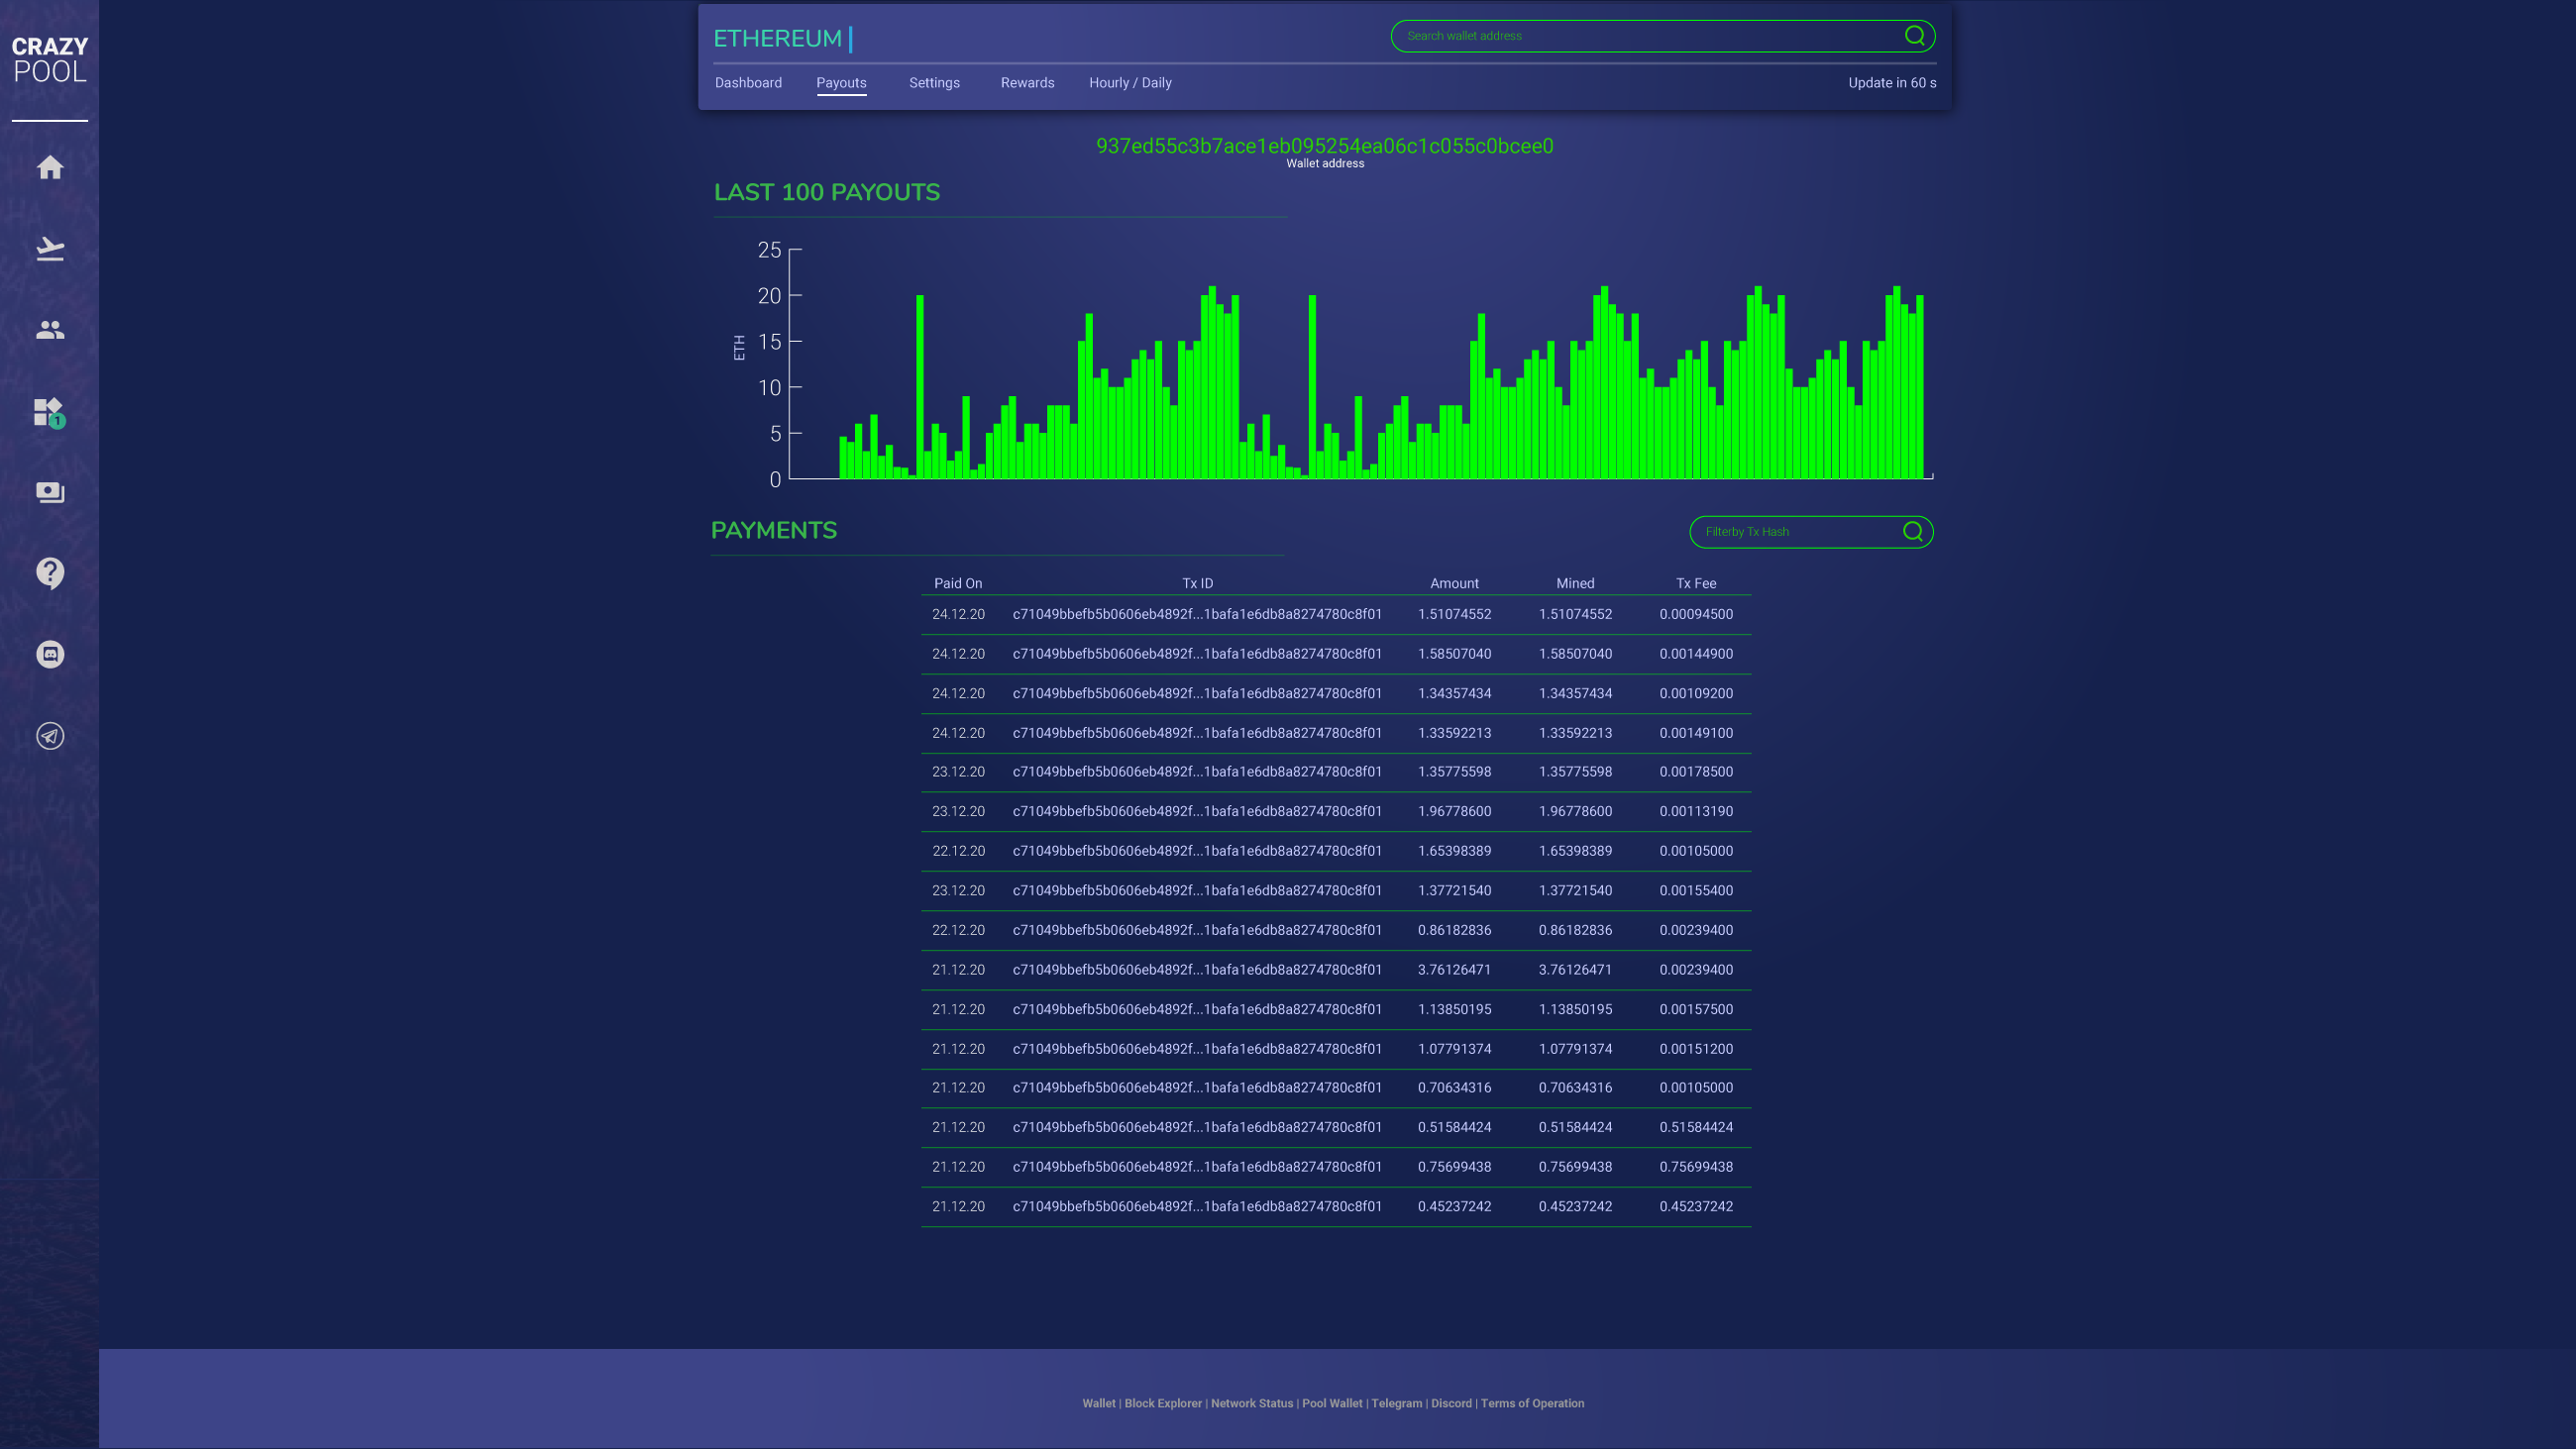 CRAZY
POOL
1
ETHEREUM
Search wallet address
Dashboard Payouts Settings Rewards Hourly / Daily Update in 60 s
937ed55c3b7ace1eb095254ea06c1c055c0bcee0
Wallet address
LAST 100 PAYOUTS
25
20
15
10
5
0
ETH
PAYMENTS
Filterby Tx Hash
Paid On Tx ID Amount Mined Tx Fee
24.12.20 c71049bbefb5b0606eb4892f...1bafa1e6db8a8274780c8f01 1.51074552 1.51074552 0.00094500
24.12.20 c71049bbefb5b0606eb4892f...1bafa1e6db8a8274780c8f01 1.58507040 1.58507040 0.00144900
24.12.20 c71049bbefb5b0606eb4892f...1bafa1e6db8a8274780c8f01 1.34357434 1.34357434 0.00109200
24.12.20 c71049bbefb5b0606eb4892f...1bafa1e6db8a8274780c8f01 1.33592213 1.33592213 0.00149100
23.12.20 c71049bbefb5b0606eb4892f...1bafa1e6db8a8274780c8f01 1.35775598 1.35775598 0.00178500
23.12.20 c71049bbefb5b0606eb4892f...1bafa1e6db8a8274780c8f01 1.96778600 1.96778600 0.00113190
22.12.20 c71049bbefb5b0606eb4892f...1bafa1e6db8a8274780c8f01 1.65398389 1.65398389 0.00105000
23.12.20 c71049bbefb5b0606eb4892f...1bafa1e6db8a8274780c8f01 1.37721540 1.37721540 0.00155400
22.12.20 c71049bbefb5b0606eb4892f...1bafa1e6db8a8274780c8f01 0.86182836 0.86182836 0.00239400
21.12.20 c71049bbefb5b0606eb4892f...1bafa1e6db8a8274780c8f01 3.76126471 3.76126471 0.00239400
21.12.20 c71049bbefb5b0606eb4892f...1bafa1e6db8a8274780c8f01 1.13850195 1.13850195 0.00157500
21.12.20 c71049bbefb5b0606eb4892f...1bafa1e6db8a8274780c8f01 1.07791374 1.07791374 0.00151200
21.12.20 c71049bbefb5b0606eb4892f...1bafa1e6db8a8274780c8f01 0.70634316 0.70634316 0.00105000
21.12.20 c71049bbefb5b0606eb4892f...1bafa1e6db8a8274780c8f01 0.51584424 0.51584424 0.51584424
21.12.20 c71049bbefb5b0606eb4892f...1bafa1e6db8a8274780c8f01 0.75699438 0.75699438 0.75699438
21.12.20 c71049bbefb5b0606eb4892f...1bafa1e6db8a8274780c8f01 0.45237242 0.45237242 0.45237242
Wallet | Block Explorer | Network Status | Pool Wallet | Telegram | Discord | Terms of Operation